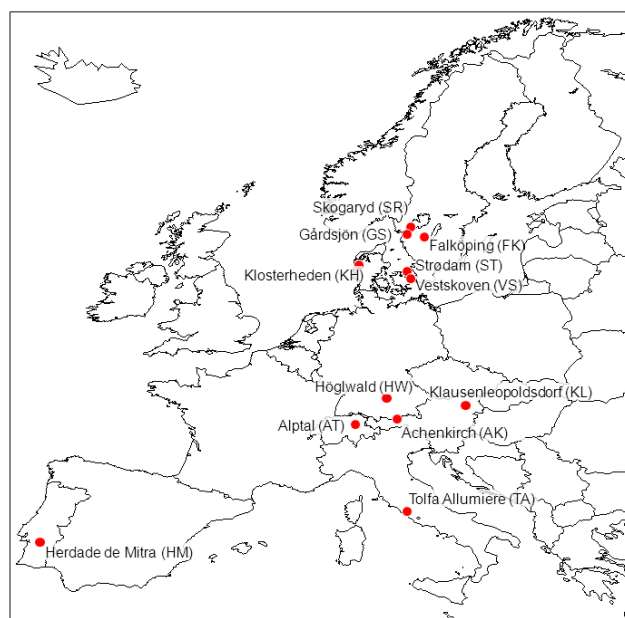 Skogaryd (SR)
Gårdsjön (GS)
Falköping (FK)
Strødam (ST)
Klosterheden (KH)
Vestskoven (VS)
Höglwald (HW)
Klausenleopoldsdorf (KL)
Alptal (AT)
Achenkirch (AK)
Tolfa Allumiere (TA)
Herdade de Mitra (HM)